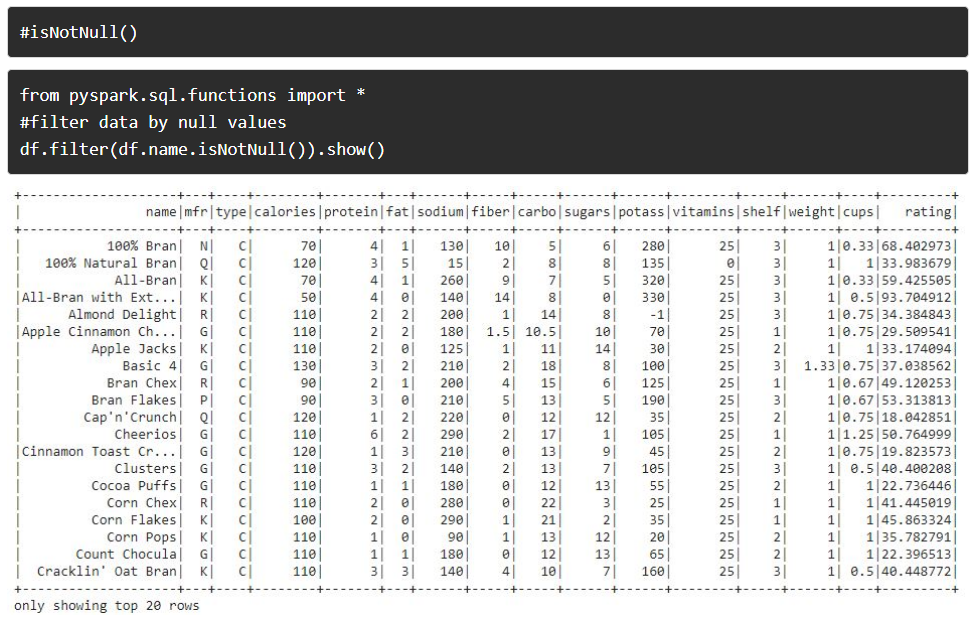 #isNotNull()
from pyspark.sql.functions import *
#filter data by null values
df.filter(df.name.isNotNull()).show()
+--------------------+---+----+--------+-------+---+------+-----+-----+------+------+--------+-----+------+----+---------+
|                name|mfr|type|calories|protein|fat|sodium|fiber|carbo|sugars|potass|vitamins|shelf|weight|cups|   rating|
+--------------------+---+----+--------+-------+---+------+-----+-----+------+------+--------+-----+------+----+---------+
|           100% Bran|  N|   C|      70|      4|  1|   130|   10|    5|     6|   280|      25|    3|     1|0.33|68.402973|
|   100% Natural Bran|  Q|   C|     120|      3|  5|    15|    2|    8|     8|   135|       0|    3|     1|   1|33.983679|
|            All-Bran|  K|   C|      70|      4|  1|   260|    9|    7|     5|   320|      25|    3|     1|0.33|59.425505|
|All-Bran with Ext...|  K|   C|      50|      4|  0|   140|   14|    8|     0|   330|      25|    3|     1| 0.5|93.704912|
|      Almond Delight|  R|   C|     110|      2|  2|   200|    1|   14|     8|    -1|      25|    3|     1|0.75|34.384843|
|Apple Cinnamon Ch...|  G|   C|     110|      2|  2|   180|  1.5| 10.5|    10|    70|      25|    1|     1|0.75|29.509541|
|         Apple Jacks|  K|   C|     110|      2|  0|   125|    1|   11|    14|    30|      25|    2|     1|   1|33.174094|
|             Basic 4|  G|   C|     130|      3|  2|   210|    2|   18|     8|   100|      25|    3|  1.33|0.75|37.038562|
|           Bran Chex|  R|   C|      90|      2|  1|   200|    4|   15|     6|   125|      25|    1|     1|0.67|49.120253|
|         Bran Flakes|  P|   C|      90|      3|  0|   210|    5|   13|     5|   190|      25|    3|     1|0.67|53.313813|
|        Cap'n'Crunch|  Q|   C|     120|      1|  2|   220|    0|   12|    12|    35|      25|    2|     1|0.75|18.042851|
|            Cheerios|  G|   C|     110|      6|  2|   290|    2|   17|     1|   105|      25|    1|     1|1.25|50.764999|
|Cinnamon Toast Cr...|  G|   C|     120|      1|  3|   210|    0|   13|     9|    45|      25|    2|     1|0.75|19.823573|
|            Clusters|  G|   C|     110|      3|  2|   140|    2|   13|     7|   105|      25|    3|     1| 0.5|40.400208|
|         Cocoa Puffs|  G|   C|     110|      1|  1|   180|    0|   12|    13|    55|      25|    2|     1|   1|22.736446|
|           Corn Chex|  R|   C|     110|      2|  0|   280|    0|   22|     3|    25|      25|    1|     1|   1|41.445019|
|         Corn Flakes|  K|   C|     100|      2|  0|   290|    1|   21|     2|    35|      25|    1|     1|   1|45.863324|
|           Corn Pops|  K|   C|     110|      1|  0|    90|    1|   13|    12|    20|      25|    2|     1|   1|35.782791|
|       Count Chocula|  G|   C|     110|      1|  1|   180|    0|   12|    13|    65|      25|    2|     1|   1|22.396513|
|  Cracklin' Oat Bran|  K|   C|     110|      3|  3|   140|    4|   10|     7|   160|      25|    3|     1| 0.5|40.448772|
+--------------------+---+----+--------+-------+---+------+-----+-----+------+------+--------+-----+------+----+---------+
only showing top 20 rows